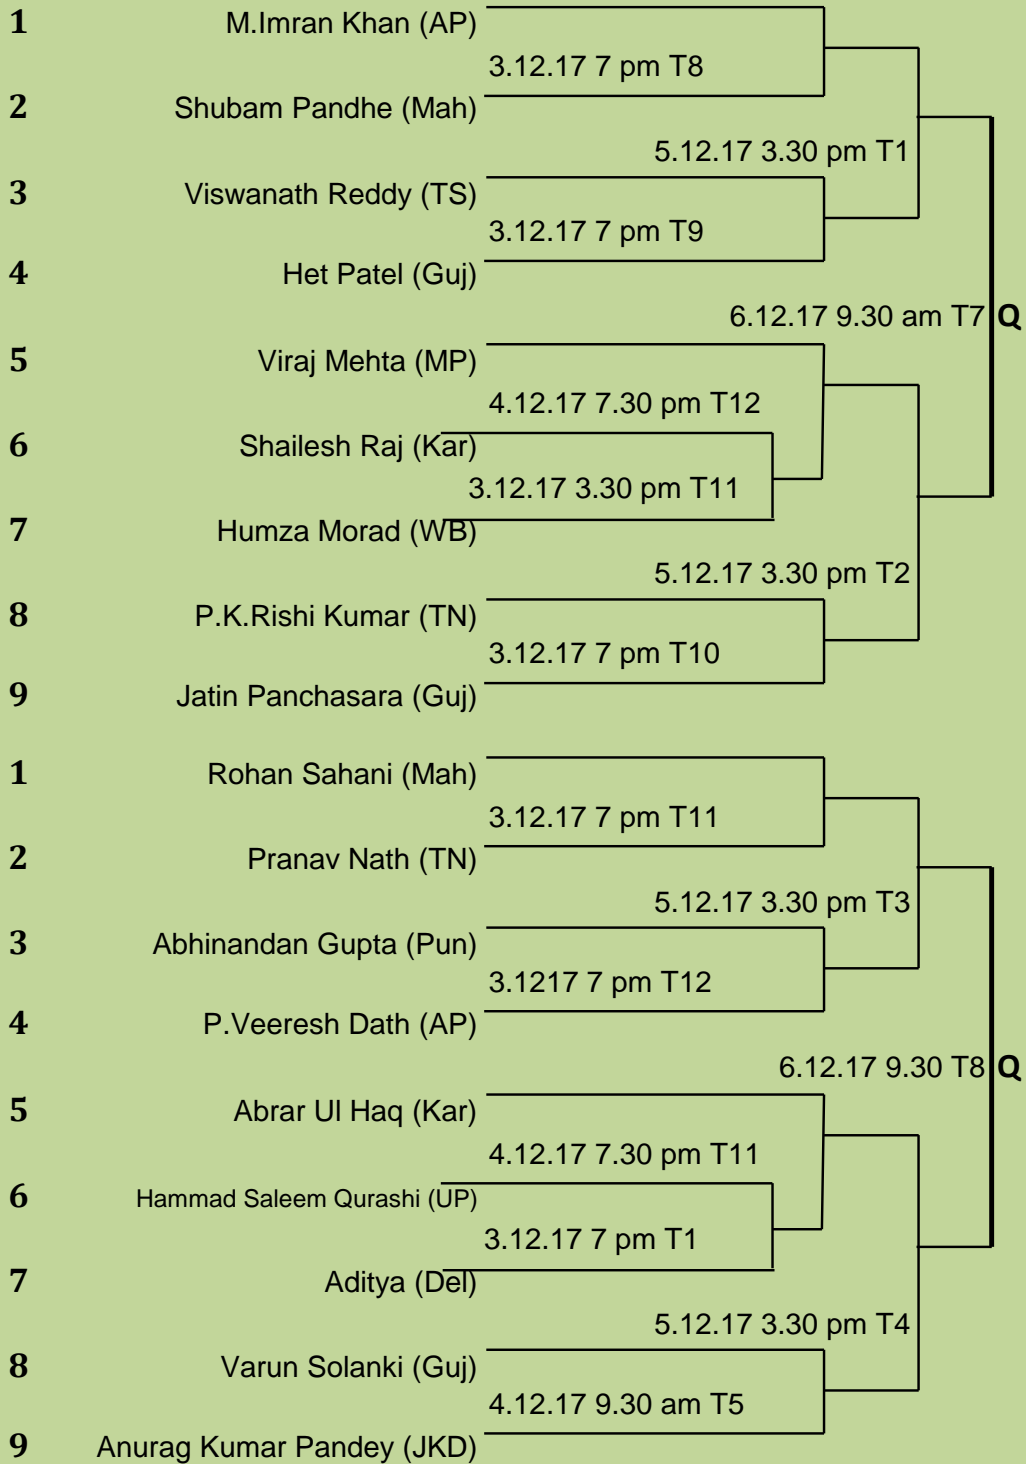 1 M.Imran Khan (AP)
3.12.17 7 pm T8
2 Shubam Pandhe (Mah)
5.12.17 3.30 pm T1
3 Viswanath Reddy (TS)
3.12.17 7 pm T9
4 Het Patel (Guj)
6.12.17 9.30 am T7 Q
5 Viraj Mehta (MP)
4.12.17 7.30 pm T12
6 Shailesh Raj (Kar)
3.12.17 3.30 pm T11
7 Humza Morad (WB)
5.12.17 3.30 pm T2
8 P.K.Rishi Kumar (TN)
3.12.17 7 pm T10
9 Jatin Panchasara (Guj)
1 Rohan Sahani (Mah)
3.12.17 7 pm T11
2 Pranav Nath (TN)
5.12.17 3.30 pm T3
3 Abhinandan Gupta (Pun)
3.1217 7 pm T12
4 P.Veeresh Dath (AP)
6.12.17 9.30 T8 Q
5 Abrar Ul Haq (Kar)
4.12.17 7.30 pm T11
6 Hammad Saleem Qurashi (UP)
3.12.17 7 pm T1
7 Aditya (Del)
5.12.17 3.30 pm T4
8 Varun Solanki (Guj)
4.12.17 9.30 am T5
9 Anurag Kumar Pandey (JKD)